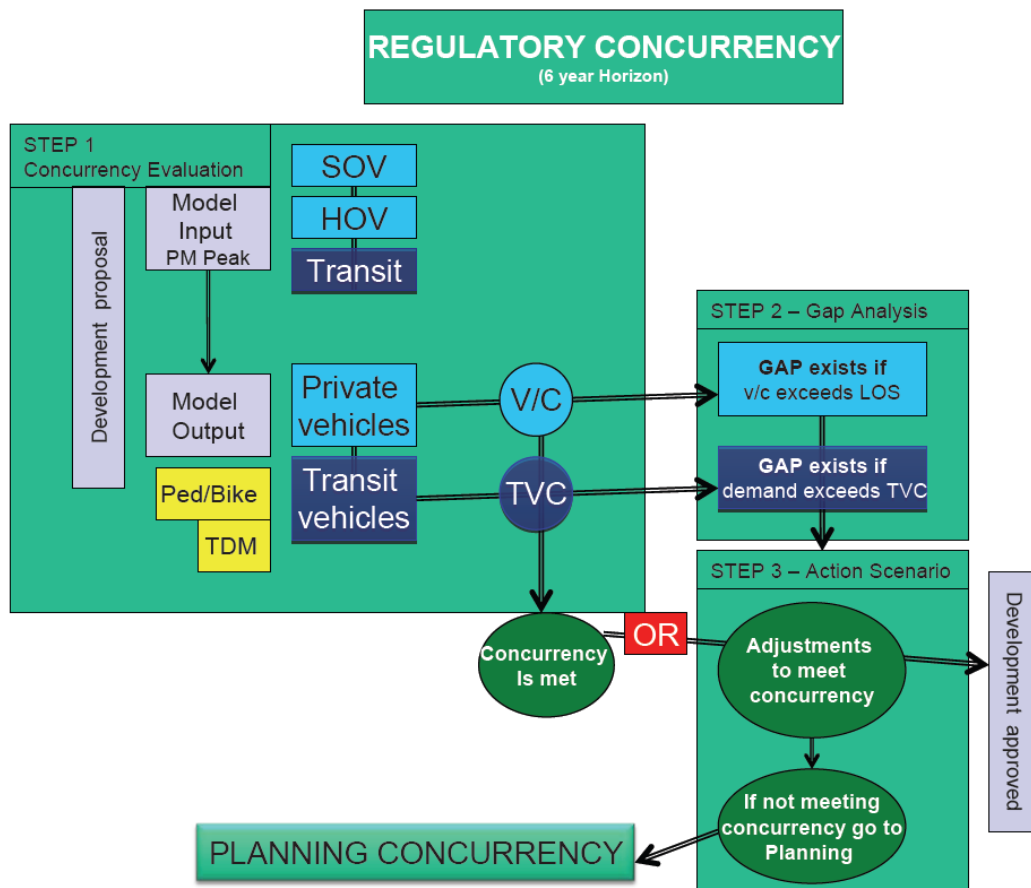 REGULATORY CONCURRENCY
(6 year Horizon)
STEP 1
Concurrency Evaluation
Development proposal
Model
Input
PM Peak
SOV
HOV
Transit
Model
Output
Ped/Bike
TDM
Private
vehicles
Transit
vehicles
V/C
TVC
STEP 2 – Gap Analysis
GAP exists if
v/c exceeds LOS
GAP exists if
demand exceeds TVC
STEP 3 – Action Scenario
Concurrency
Is met
OR
Adjustments
to meet
concurrency
Development approved
If not meeting
concurrency go to
Planning
PLANNING CONCURRENCY